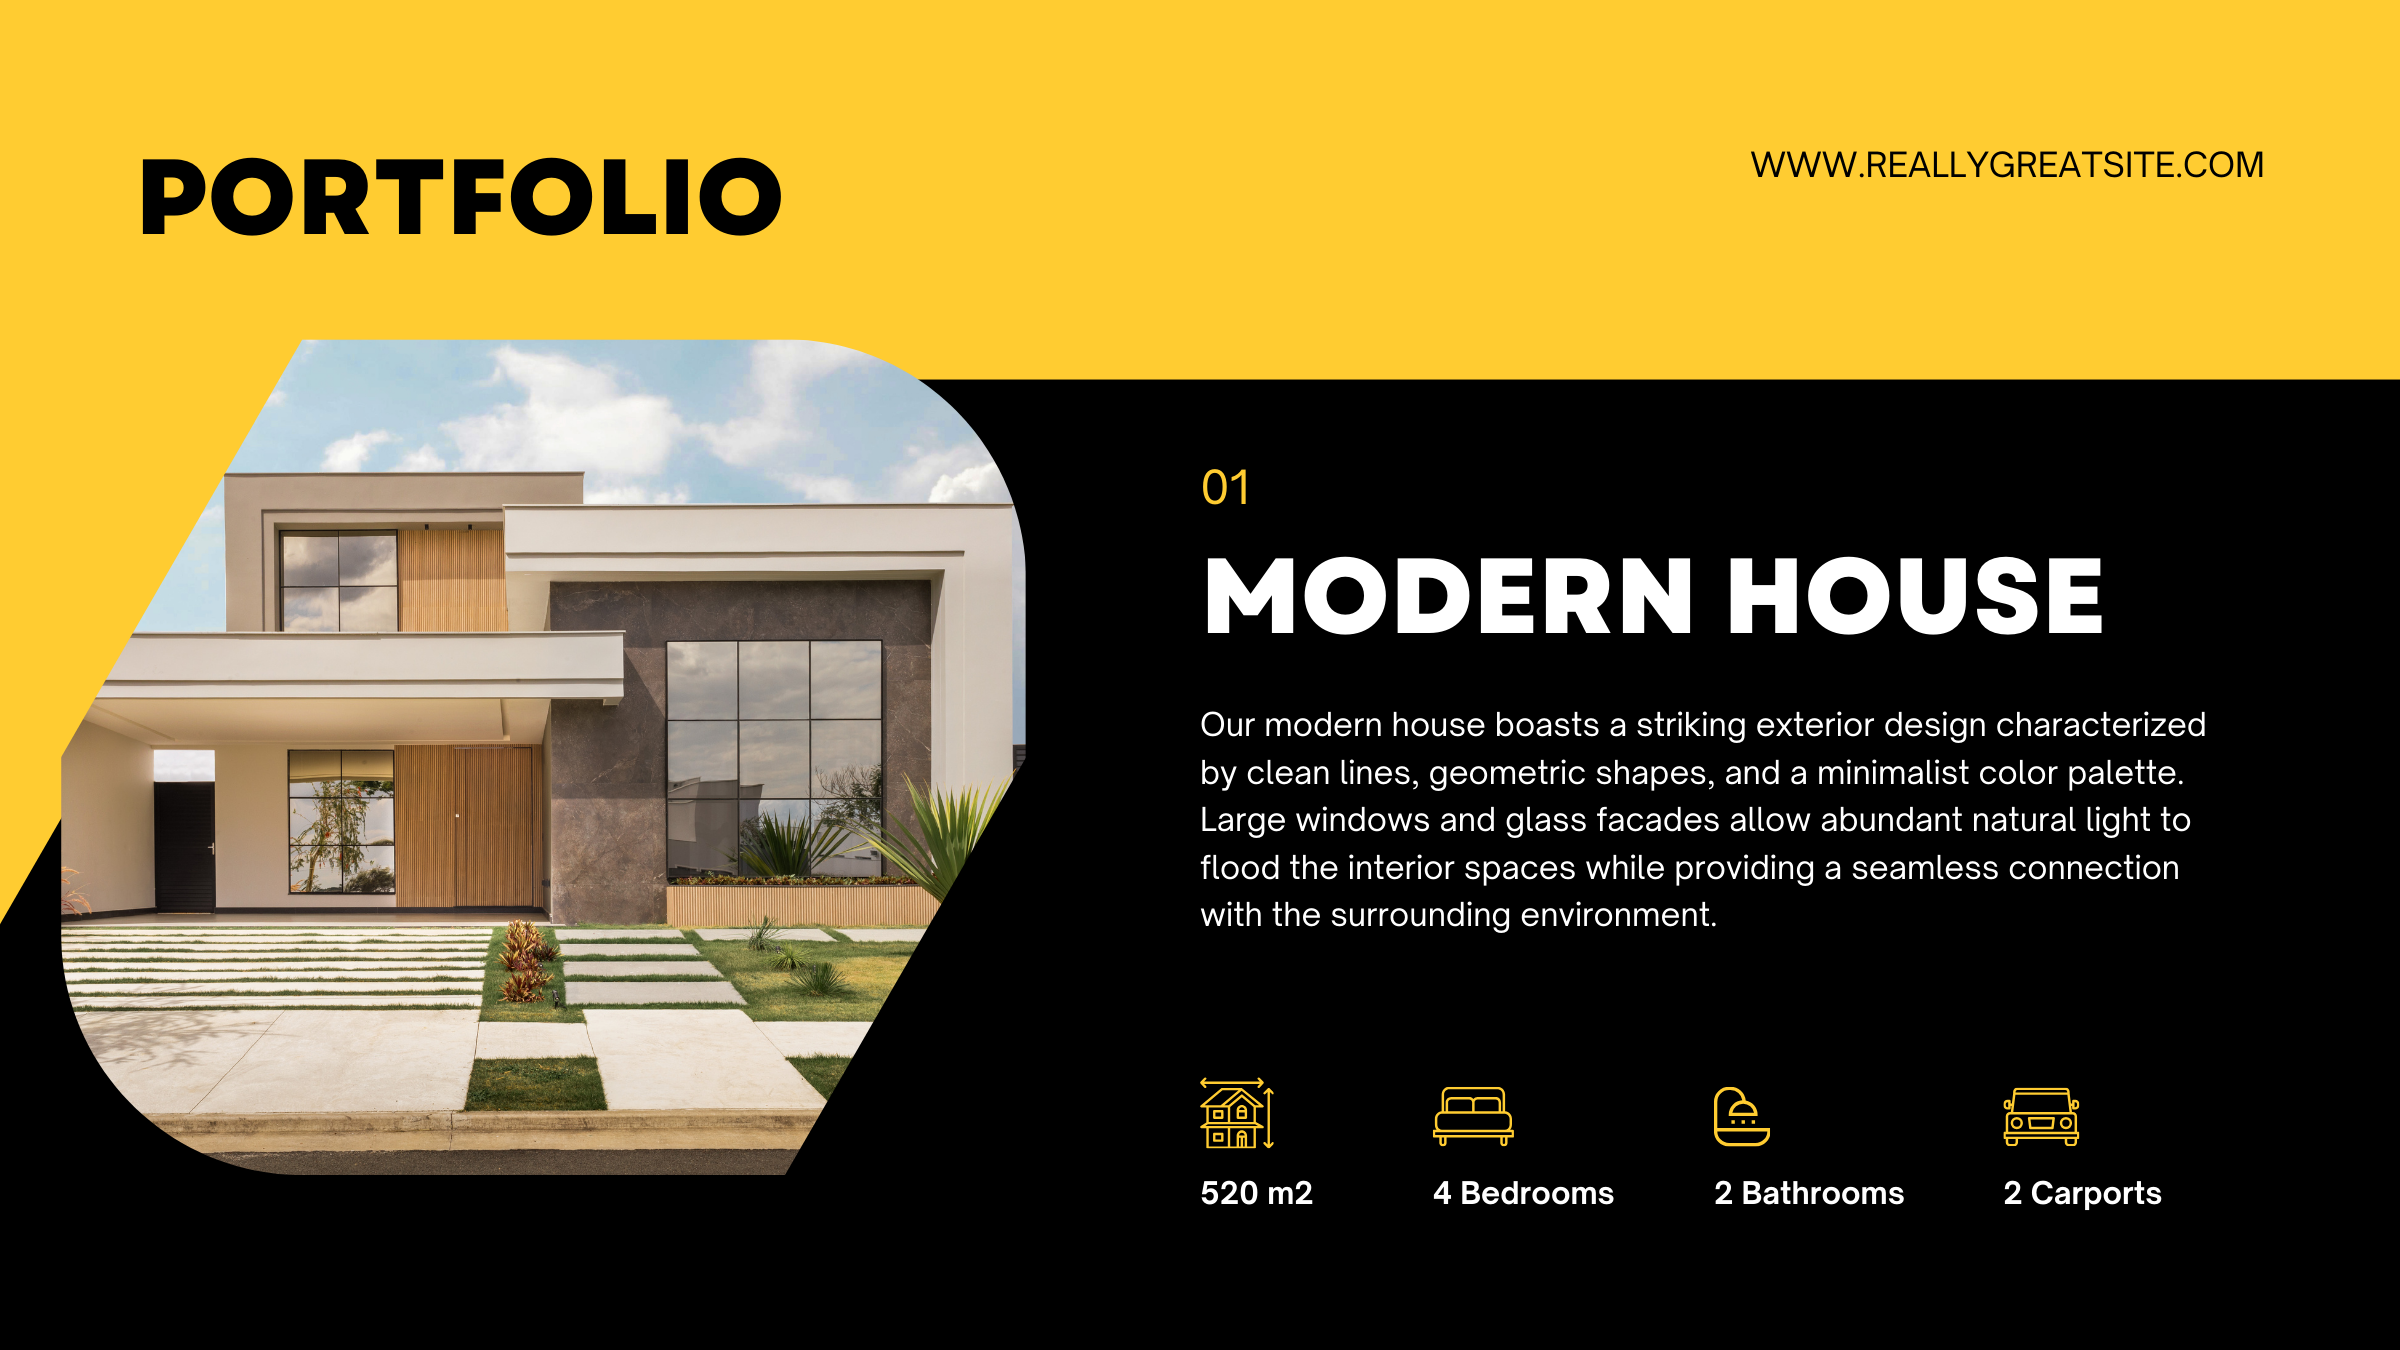 PORTFOLIO
WWW.REALLYGREATSITE.COM
01
MODERN HOUSE
Our modern house boasts a striking exterior design characterized
by clean lines, geometric shapes, and a minimalist color palette.
Large windows and glass facades allow abundant natural light to
flood the interior spaces while providing a seamless connection
with the surrounding environment.
520 m2
4 Bedrooms
2 Bathrooms
2 Carports